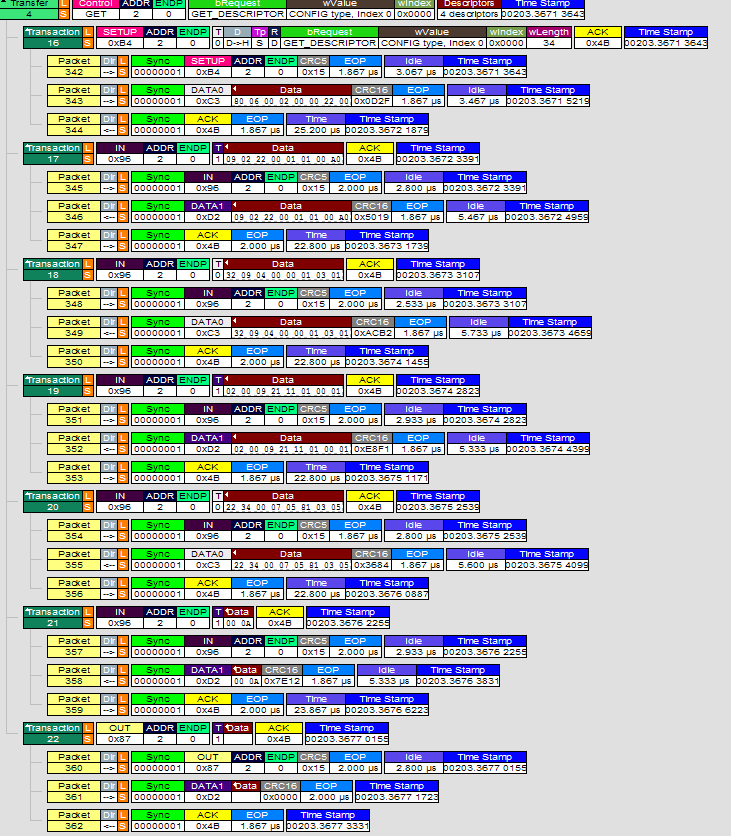 Transfer L Control ADDR ENDP bRequest wValue wIndex Descriptors Time Stamp
4 S GET 2 0 GET_DESCRIPTOR CONFIG type, Index 0 0x0000 4 descriptors 00203.3671 3643
Transaction L SETUP ADDR ENDP T D Tp R bRequest wValue wIndex wLength ACK Time Stamp
16 S 0xB4 2 0 0 D->H S D GET_DESCRIPTOR CONFIG type, Index 0 0x0000 34 0x4B 00203.3671 3643
Packet Dir L Sync SETUP ADDR ENDP CRC5 EOP Idle Time Stamp
342 --> S 00000001 0xB4 2 0 0x15 1.867 µs 3.067 µs 00203.3671 3643
Packet Dir L Sync DATA0 Data CRC16 EOP Idle Time Stamp
343 --> S 00000001 0xC3 80 06 00 02 00 00 22 00 0x0D2F 1.867 µs 3.467 µs 00203.3671 5219
Packet Dir L Sync ACK EOP Time Time Stamp
344 <-- S 00000001 0x4B 1.867 µs 25.200 µs 00203.3672 1879
Transaction L IN ADDR ENDP T Data ACK Time Stamp
17 S 0x96 2 0 1 09 02 22 00 01 01 00 A0 0x4B 00203.3672 3391
Packet Dir L Sync IN ADDR ENDP CRC5 EOP Idle Time Stamp
345 --> S 00000001 0x96 2 0 0x15 2.000 µs 2.800 µs 00203.3672 3391
Packet Dir L Sync DATA1 Data CRC16 EOP Idle Time Stamp
346 <-- S 00000001 0xD2 09 02 22 00 01 01 00 A0 0x5019 1.867 µs 5.467 µs 00203.3672 4959
Packet Dir L Sync ACK EOP Time Time Stamp
347 --> S 00000001 0x4B 2.000 µs 22.800 µs 00203.3673 1739
Transaction L IN ADDR ENDP T Data ACK Time Stamp
18 S 0x96 2 0 0 32 09 04 00 00 01 03 01 0x4B 00203.3673 3107
Packet Dir L Sync IN ADDR ENDP CRC5 EOP Idle Time Stamp
348 --> S 00000001 0x96 2 0 0x15 2.000 µs 2.533 µs 00203.3673 3107
Packet Dir L Sync DATA0 Data CRC16 EOP Idle Time Stamp
349 <-- S 00000001 0xC3 32 09 04 00 00 01 03 01 0xACB2 1.867 µs 5.733 µs 00203.3673 4659
Packet Dir L Sync ACK EOP Time Time Stamp
350 --> S 00000001 0x4B 2.000 µs 22.800 µs 00203.3674 1455
Transaction L IN ADDR ENDP T Data ACK Time Stamp
19 S 0x96 2 0 1 02 00 09 21 11 01 00 01 0x4B 00203.3674 2823
Packet Dir L Sync IN ADDR ENDP CRC5 EOP Idle Time Stamp
351 --> S 00000001 0x96 2 0 0x15 1.867 µs 2.933 µs 00203.3674 2823
Packet Dir L Sync DATA1 Data CRC16 EOP Idle Time Stamp
352 <-- S 00000001 0xD2 02 00 09 21 11 01 00 01 0xE8F1 1.867 µs 5.333 µs 00203.3674 4399
Packet Dir L Sync ACK EOP Time Time Stamp
353 --> S 00000001 0x4B 1.867 µs 22.800 µs 00203.3675 1171
Transaction L IN ADDR ENDP T Data ACK Time Stamp
20 S 0x96 2 0 0 22 34 00 07 05 81 03 05 0x4B 00203.3675 2539
Packet Dir L Sync IN ADDR ENDP CRC5 EOP Idle Time Stamp
354 --> S 00000001 0x96 2 0 0x15 1.867 µs 2.800 µs 00203.3675 2539
Packet Dir L Sync DATA0 Data CRC16 EOP Idle Time Stamp
355 <-- S 00000001 0xC3 22 34 00 07 05 81 03 05 0x3684 1.867 µs 5.600 µs 00203.3675 4099
Packet Dir L Sync ACK EOP Time Time Stamp
356 --> S 00000001 0x4B 1.867 µs 22.800 µs 00203.3676 0887
Transaction L IN ADDR ENDP T Data ACK Time Stamp
21 S 0x96 2 0 1 00 0A 0x4B 00203.3676 2255
Packet Dir L Sync IN ADDR ENDP CRC5 EOP Idle Time Stamp
357 --> S 00000001 0x96 2 0 0x15 2.000 µs 2.933 µs 00203.3676 2255
Packet Dir L Sync DATA1 Data CRC16 EOP Idle Time Stamp
358 <-- S 00000001 0xD2 00 0A 0x7E12 1.867 µs 5.333 µs 00203.3676 3831
Packet Dir L Sync ACK EOP Time Time Stamp
359 --> S 00000001 0x4B 2.000 µs 23.867 µs 00203.3676 6223
Transaction L OUT ADDR ENDP T Data ACK Time Stamp
22 S 0x87 2 0 1 0x4B 00203.3677 0155
Packet Dir L Sync OUT ADDR ENDP CRC5 EOP Idle Time Stamp
360 --> S 00000001 0x87 2 0 0x15 2.000 µs 2.800 µs 00203.3677 0155
Packet Dir L Sync DATA1 Data CRC16 EOP Time Stamp
361 --> S 00000001 0xD2 0x0000 2.000 µs 00203.3677 1723
Packet Dir L Sync ACK EOP Time Stamp
362 <-- S 00000001 0x4B 1.867 µs 00203.3677 3331